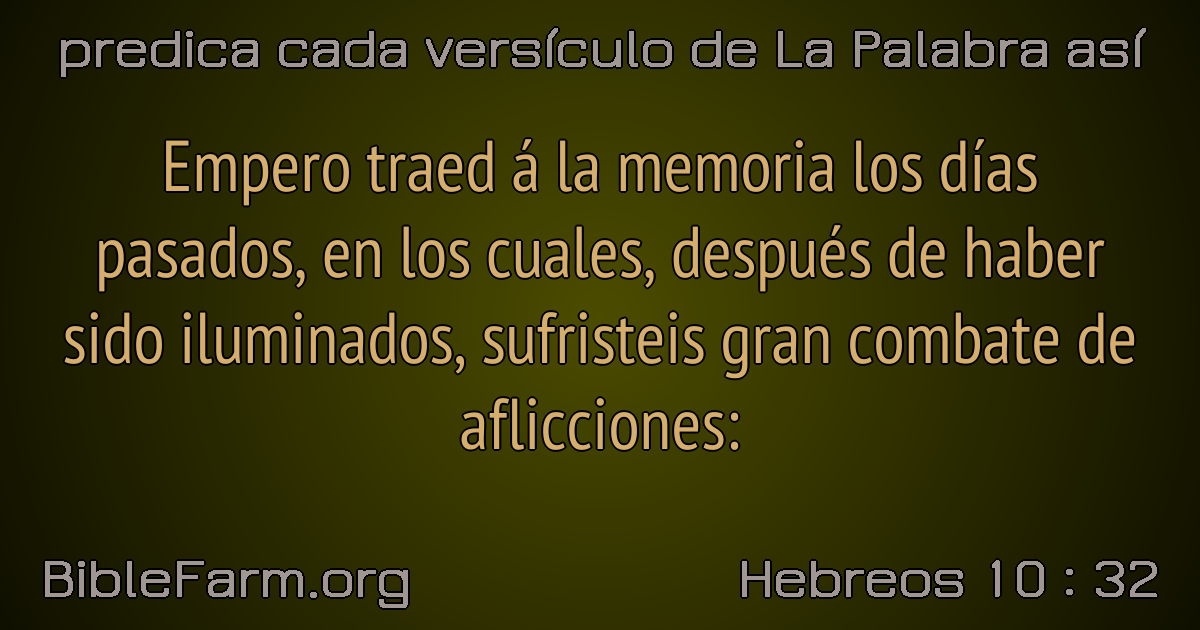 predica cada versículo de La Palabra así
Empero traed á la memoria los días
pasados, en los cuales, después de haber
sido iluminados, sufristeis gran combate de
aflicciones:
BibleFarm.org
Hebreos 10 : 32